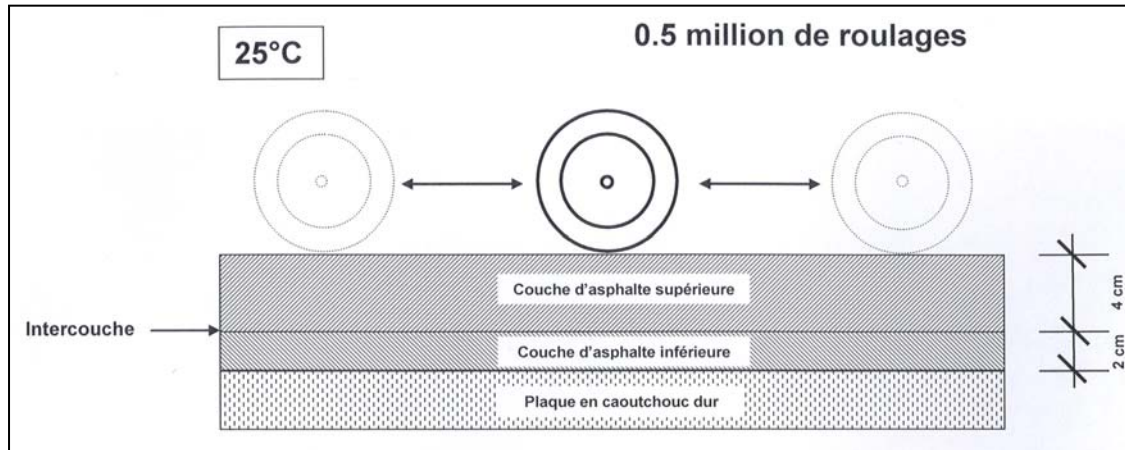 25°C
0.5 million de roulages
Couche d'asphalte supérieure
4 cm
Intercouche
Couche d'asphalte inférieure
2 cm
Plaque en caoutchouc dur